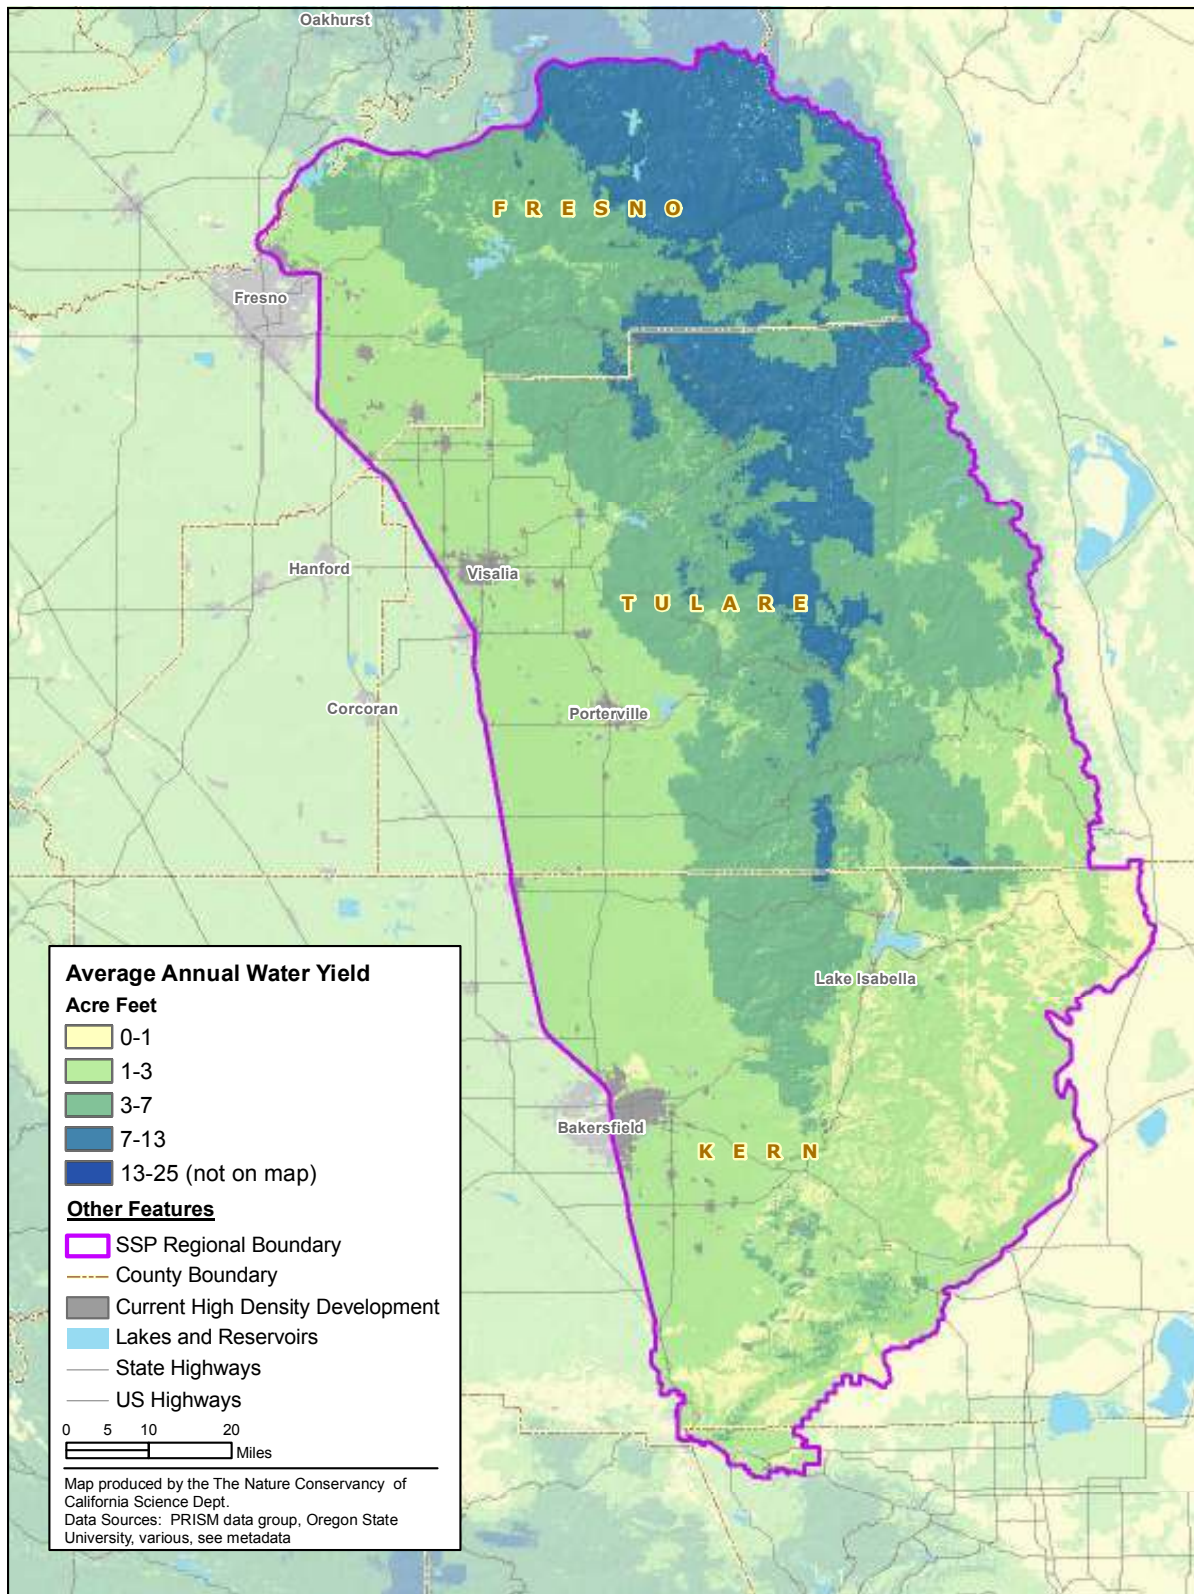 Oakhurst
F R E S N O
Fresno
Hanford
Visalia
T U L A R E
Corcoran
Porterville
Lake Isabella
Bakersfield
K E R N
Average Annual Water Yield
Acre Feet
0-1
1-3
3-7
7-13
13-25 (not on map)
Other Features
SSP Regional Boundary
County Boundary
Current High Density Development
Lakes and Reservoirs
State Highways
US Highways
0 5 10 20
Miles
Map produced by the The Nature Conservancy of
California Science Dept.
Data Sources: PRISM data group, Oregon State
University, various, see metadata